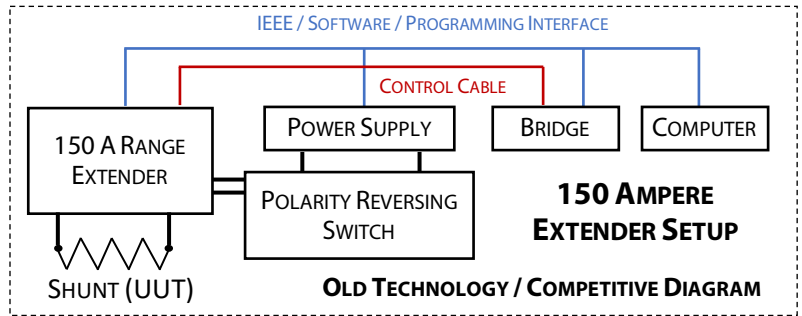 IEEE / Software / Programming Interface
Control Cable
150 A Range
Extender
Power Supply
Bridge
Computer
Polarity Reversing
Switch
150 Ampere
Extender Setup
Shunt (UUT)
Old Technology / Competitive Diagram